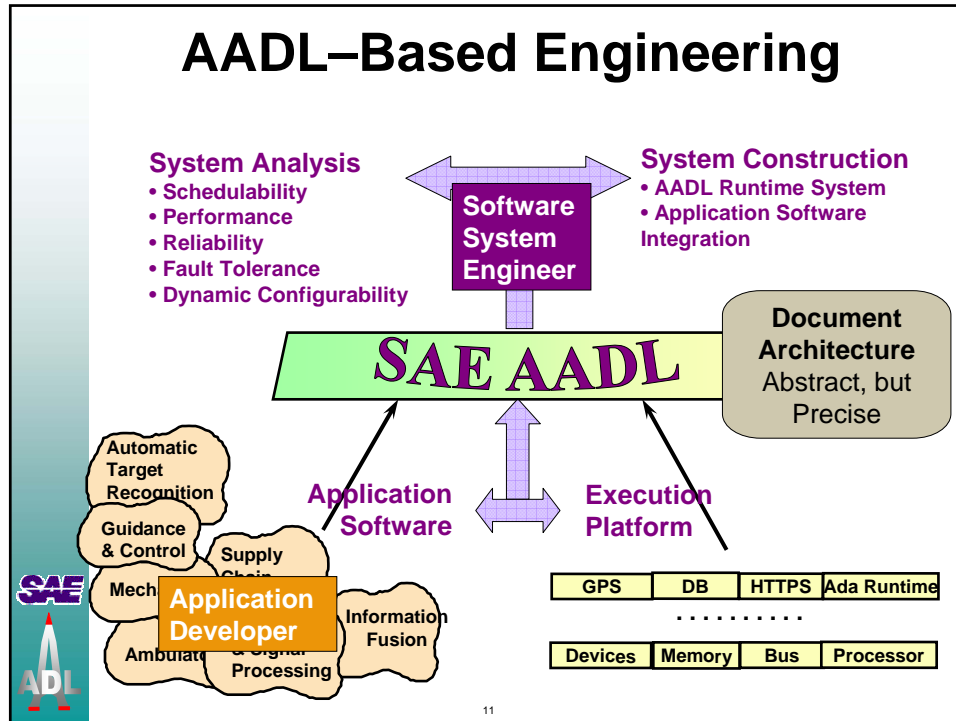 AADL–Based Engineering
System Analysis
• Schedulability
• Performance
• Reliability
• Fault Tolerance
• Dynamic Configurability
Software
System
Engineer
System Construction
• AADL Runtime System
• Application Software
Integration
SAE AADL
Document
Architecture
Abstract, but
Precise
Automatic
Target
Recognition
Guidance
& Control
Supply
Application
Developer
Information
Fusion
& Signal
Processing
Application
Software
Execution
Platform
GPS DB HTTPS Ada Runtime
. . . . . . . . . .
Devices Memory Bus Processor
SAE
AADL
11